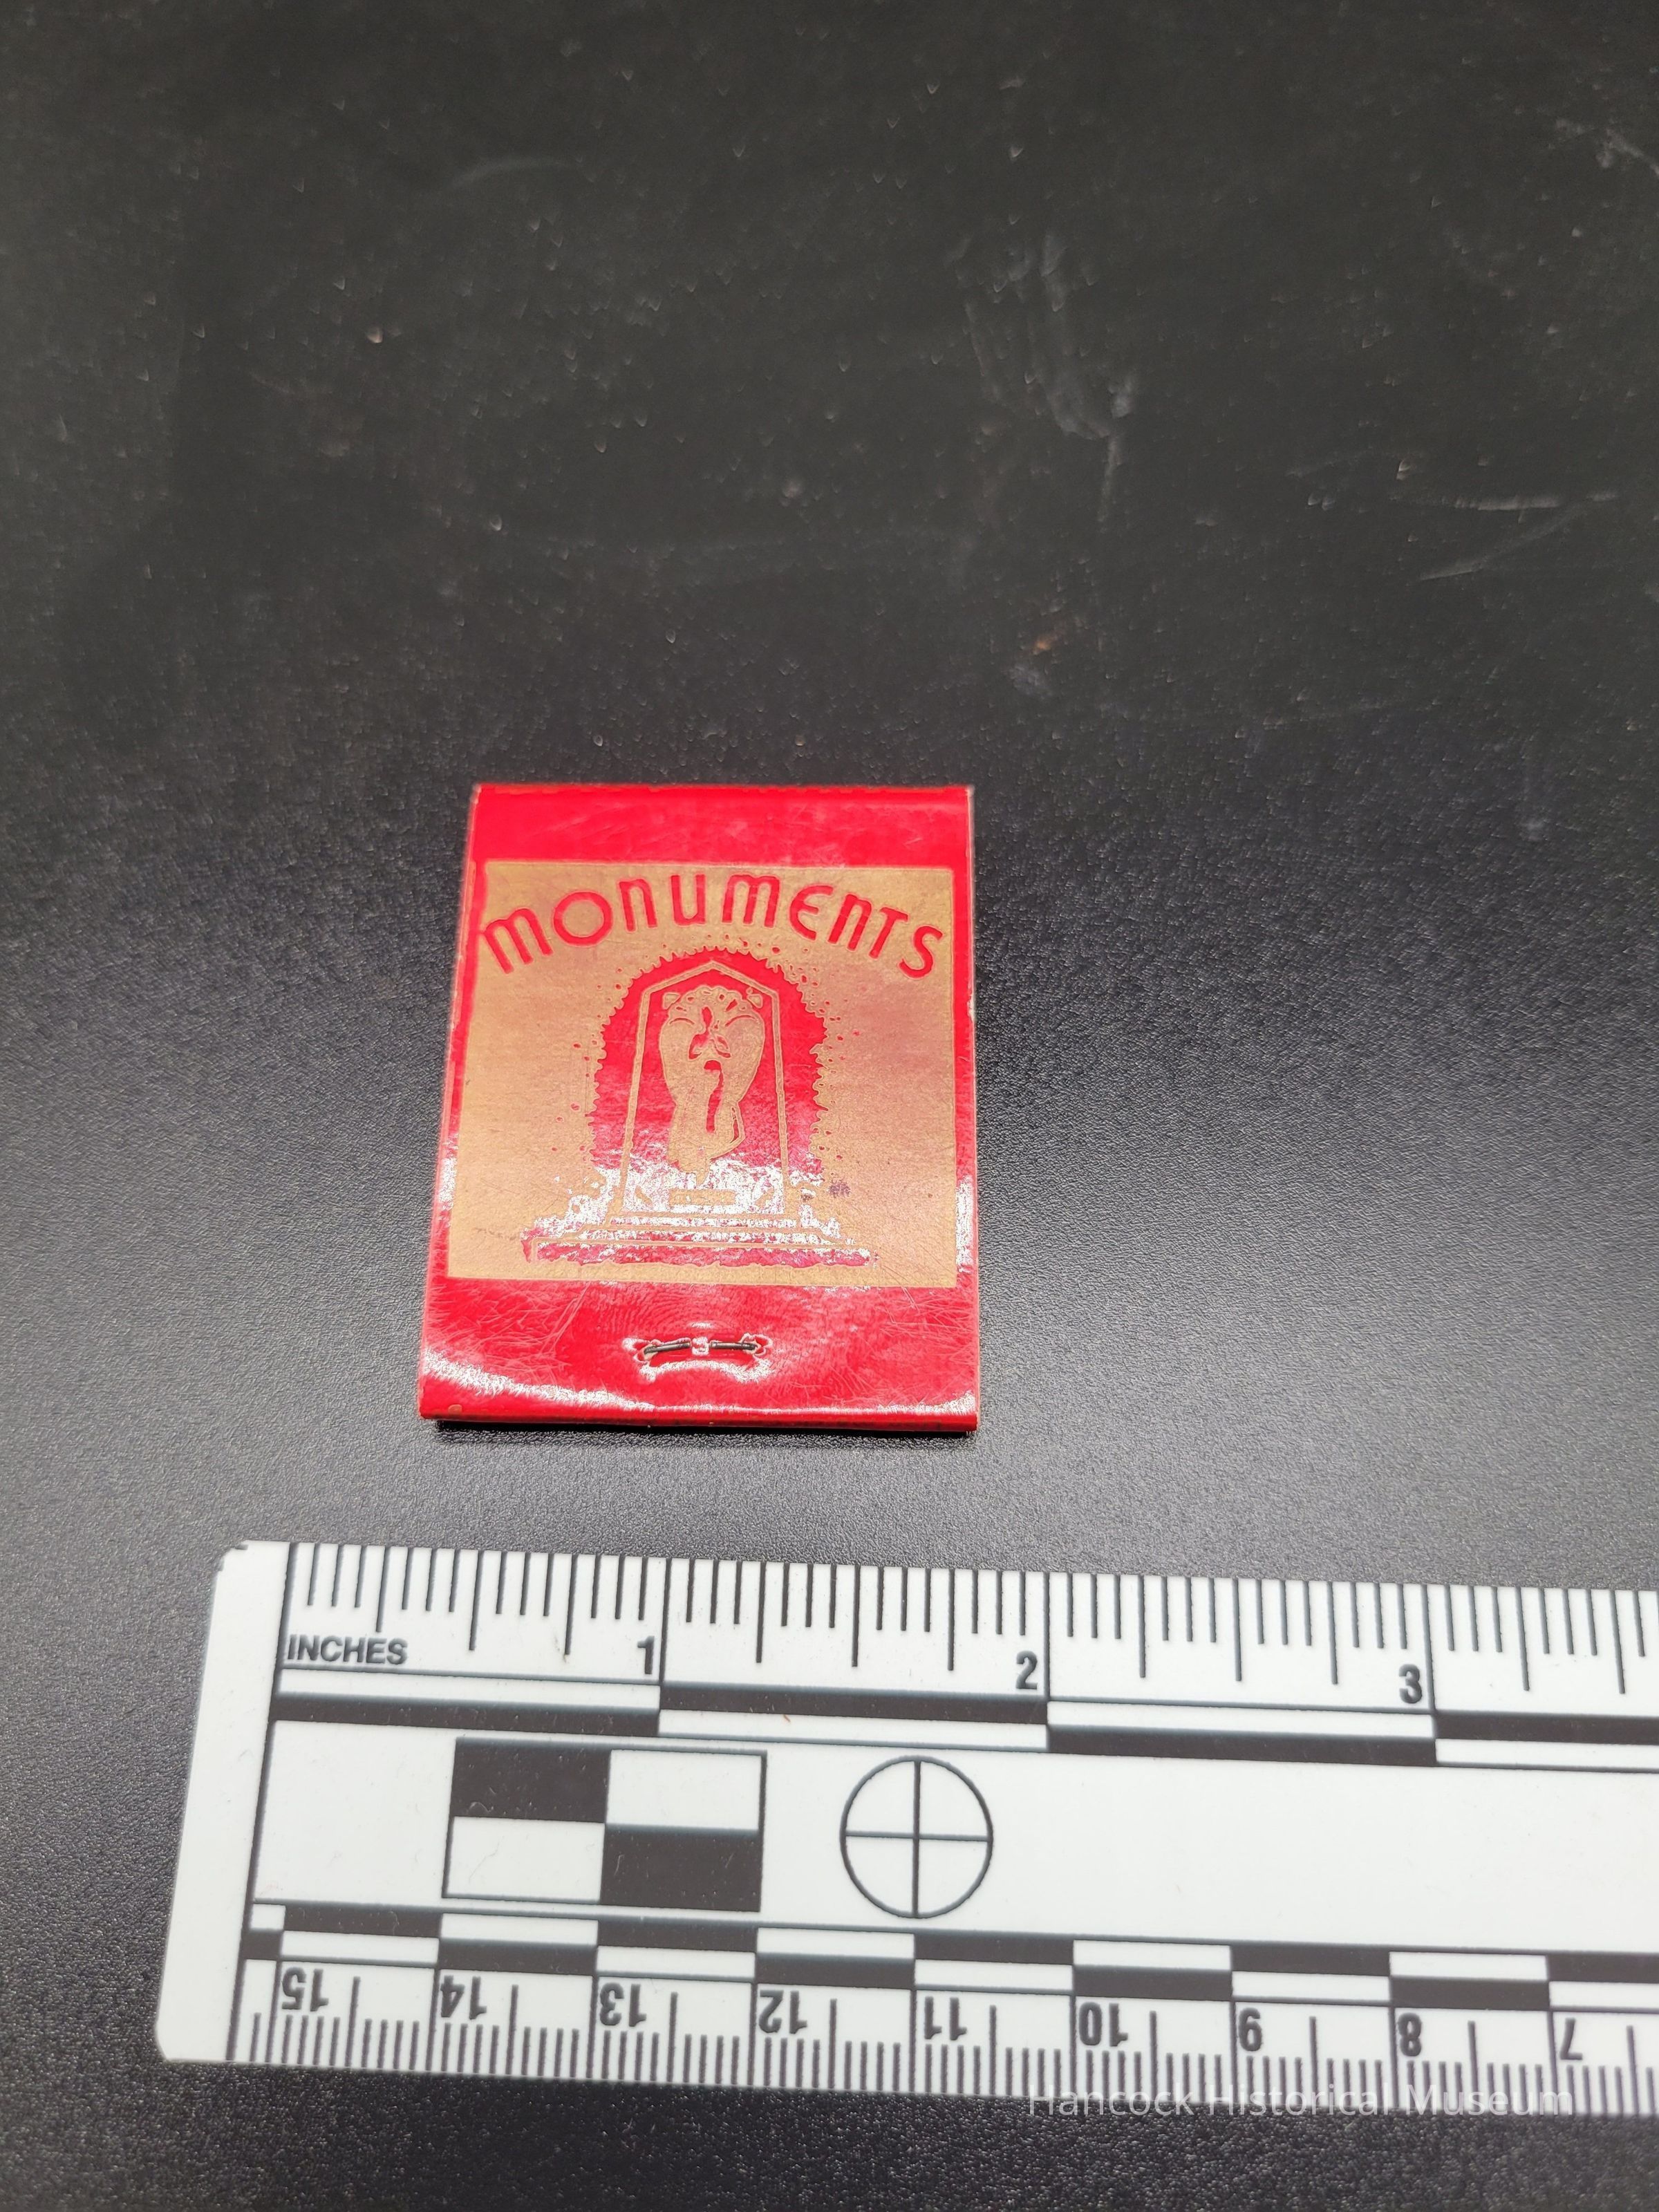 MONUMENTS
INCHES 1 2 3
15 14 13 12 11 10 9 8 7
Hancock Historical Museum